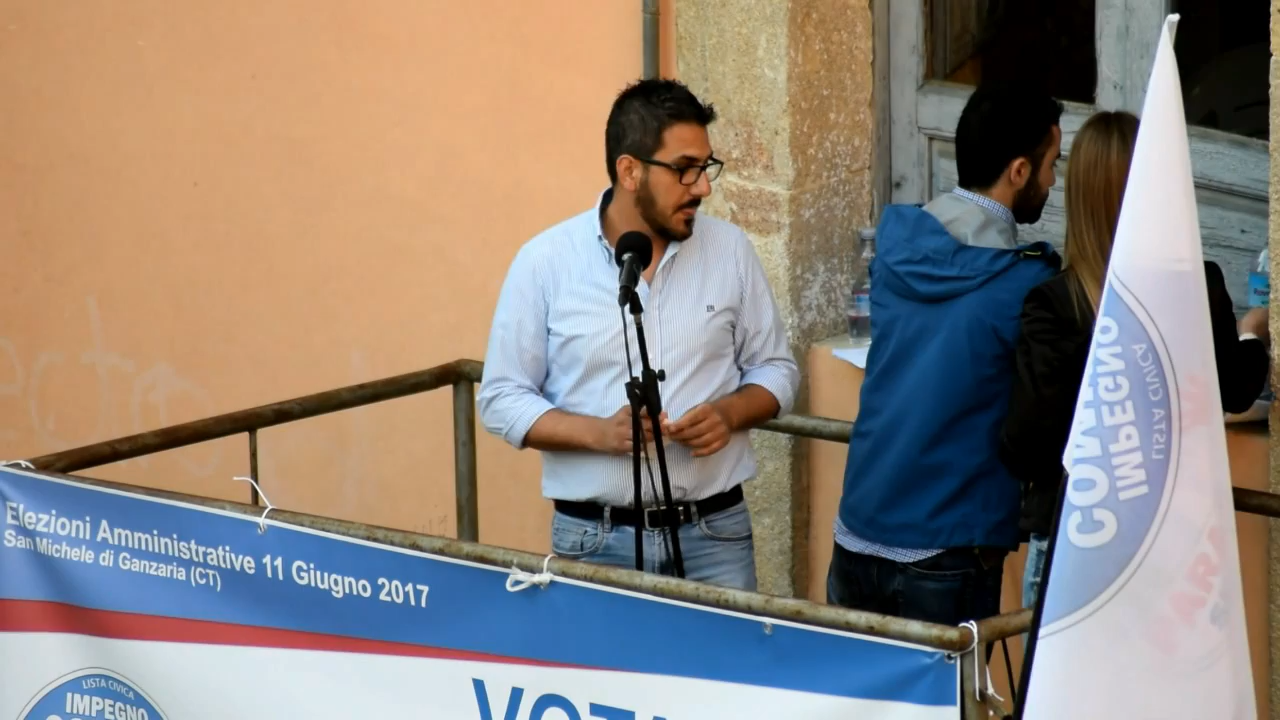 Elezioni Amministrative 11 Giugno 2017
San Michele di Ganzaria (CT)
LISTA CIVICA
IMPEGNO
LISTA CIVICA
IMPEGNO